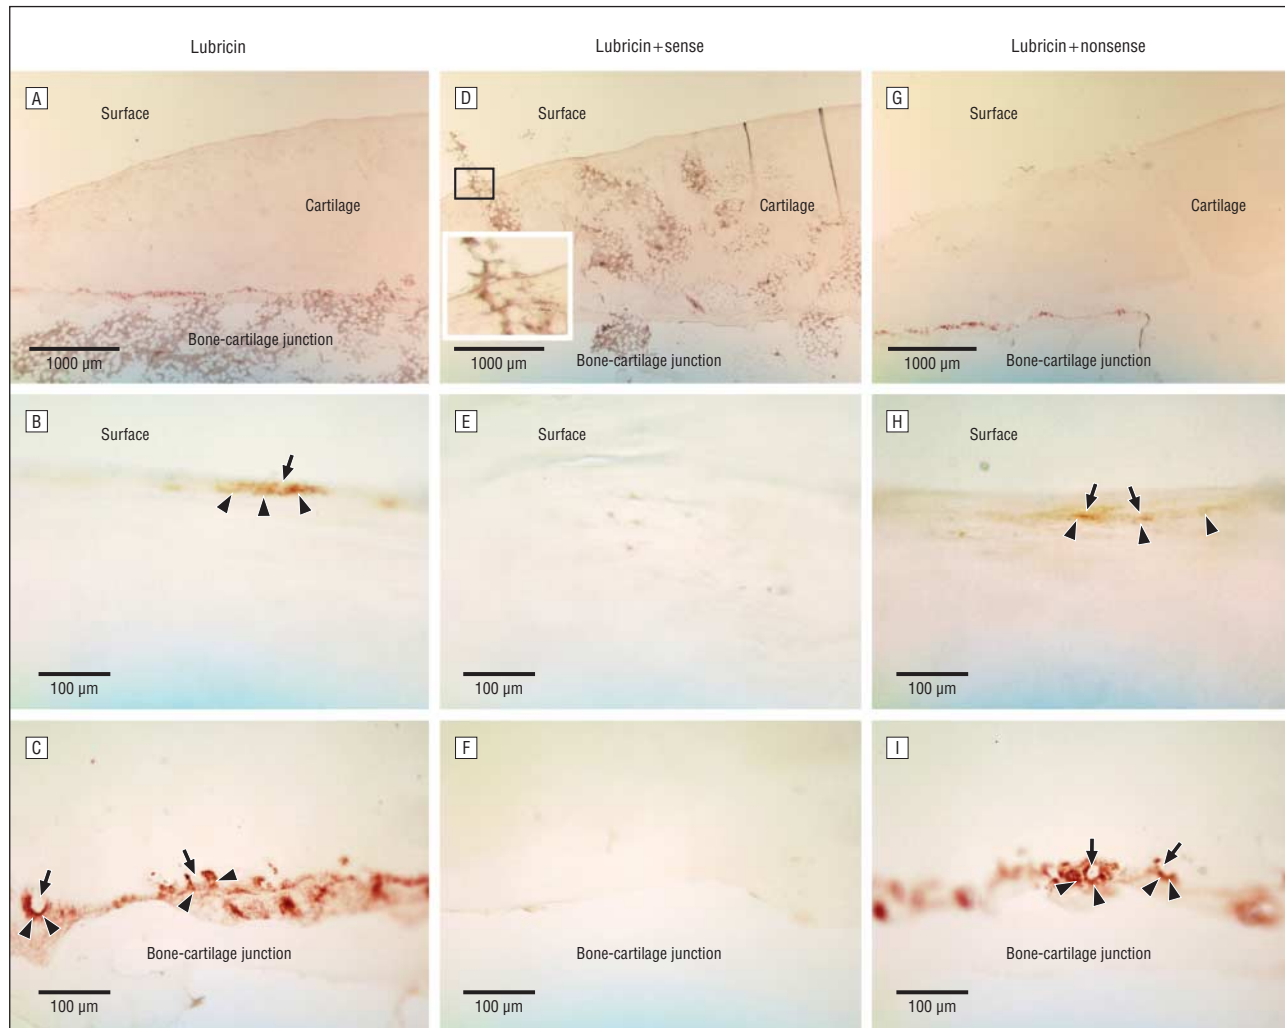 Lubricin
Lubricin+sense
Lubricin+nonsense
A
Surface
Cartilage
Bone-cartilage junction
1000 µm
D
Surface
Cartilage
Bone-cartilage junction
1000 µm
G
Surface
Cartilage
Bone-cartilage junction
1000 µm
B
Surface
100 µm
E
Surface
100 µm
H
Surface
100 µm
C
Bone-cartilage junction
100 µm
F
Bone-cartilage junction
100 µm
I
Bone-cartilage junction
100 µm